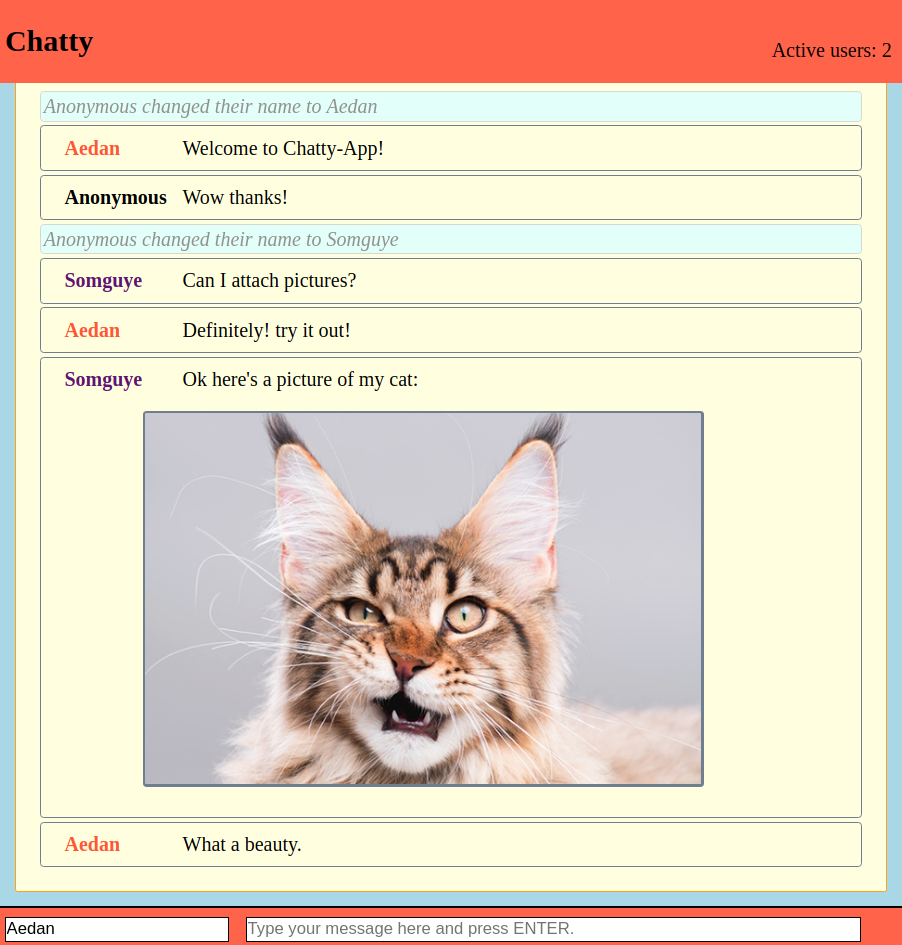 Chatty
Active users: 2
Anonymous changed their name to Aedan
Aedan Welcome to Chatty-App!
Anonymous Wow thanks!
Anonymous changed their name to Somguye
Somguye Can I attach pictures?
Aedan Definitely! try it out!
Somguye Ok here's a picture of my cat:
Aedan What a beauty.
Aedan Type your message here and press ENTER.